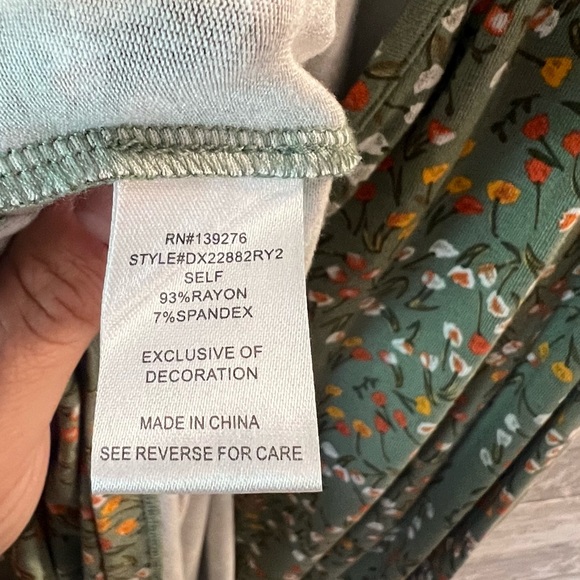 RN#139276
STYLE#DX22882RY2
SELF
93%RAYON
7%SPANDEX
EXCLUSIVE OF
DECORATION
MADE IN CHINA
SEE REVERSE FOR CARE